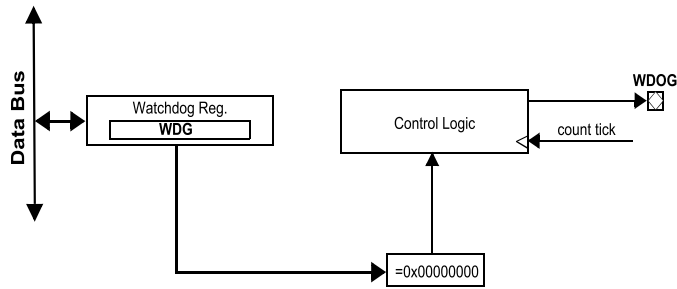 Data Bus
Watchdog Reg.
WDG
Control Logic
WDOG
count tick
=0x00000000